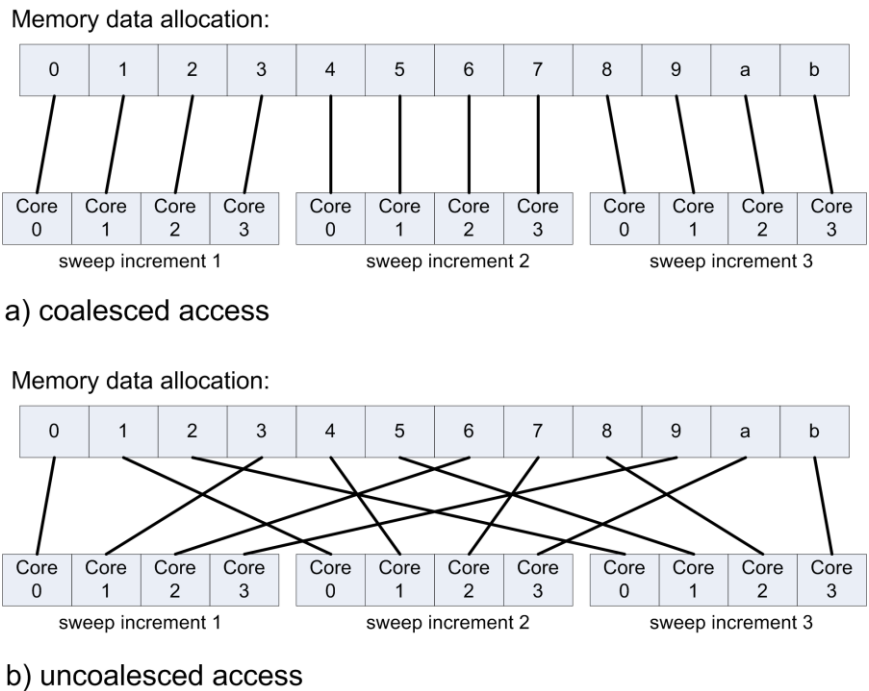 Memory data allocation:
0 1 2 3 4 5 6 7 8 9 a b
Core Core Core Core Core Core Core Core Core Core Core Core
0 1 2 3 0 1 2 3 0 1 2 3
sweep increment 1 sweep increment 2 sweep increment 3
a) coalesced access
Memory data allocation:
0 1 2 3 4 5 6 7 8 9 a b
Core Core Core Core Core Core Core Core Core Core Core Core
0 1 2 3 0 1 2 3 0 1 2 3
sweep increment 1 sweep increment 2 sweep increment 3
b) uncoalesced access